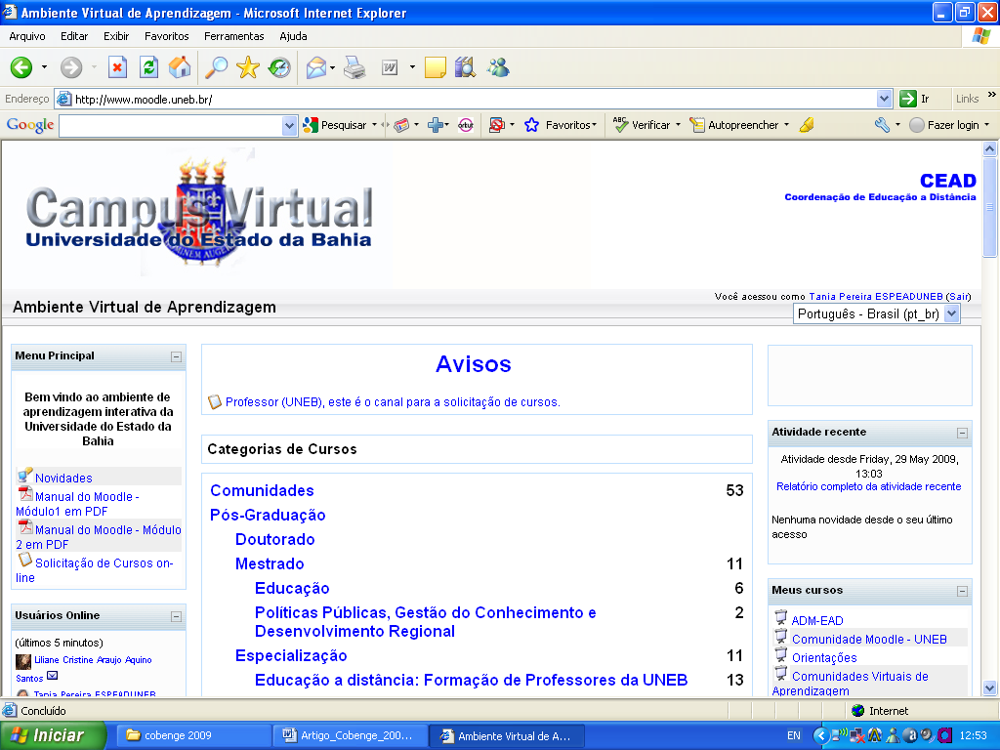 Ambiente Virtual de Aprendizagem - Microsoft Internet Explorer
Arquivo Editar Exibir Favoritos Ferramentas Ajuda
Endereço http://www.moodle.uneb.br/ Ir Links »
Google Pesquisar ortut Favoritos ABC Verificar Autopreencher Fazer login
Campus Virtual
Universidade do Estado da Bahia
CEAD
Coordenação de Educação a Distância
Você acessou como Tania Pereira ESPEADUNEB (Sair)
Ambiente Virtual de Aprendizagem
Português - Brasil (pt_br)
Menu Principal
Bem vindo ao ambiente de
aprendizagem interativa da
Universidade do Estado da
Bahia
Novidades
Manual do Moodle -
Módulo1 em PDF
Manual do Moodle - Módulo
2 em PDF
Solicitação de Cursos on-
line
Usuários Online
(últimos 5 minutos)
Liliane Cristine Araujo Aquino
Santos
Tania Pereira ESPEADUNEB
Avisos
Professor (UNEB), este é o canal para a solicitação de cursos.
Categorias de Cursos
Comunidades 53
Pós-Graduação
Doutorado
Mestrado 11
Educação 6
Políticas Públicas, Gestão do Conhecimento e 2
Desenvolvimento Regional
Especialização 11
Educação a distância: Formação de Professores da UNEB 13
Atividade recente
Atividade desde Friday, 29 May 2009,
13:03
Relatório completo da atividade recente
Nenhuma novidade desde o seu último
acesso
Meus cursos
ADM-EAD
Comunidade Moodle - UNEB
Orientações
Comunidades Virtuais de
Aprendizagem
Concluído Internet
Iniciar cobenge 2009 Artigo_Cobenge_200... Ambiente Virtual de A... EN 12:53